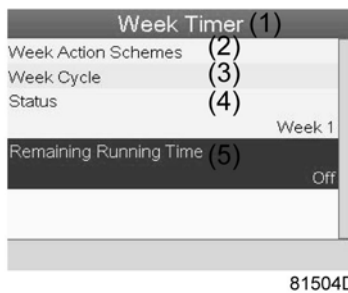 Week Timer (1)
Week Action Schemes (2)
Week Cycle (3)
Status (4)
Week 1
Remaining Running Time (5)
Off
81504D